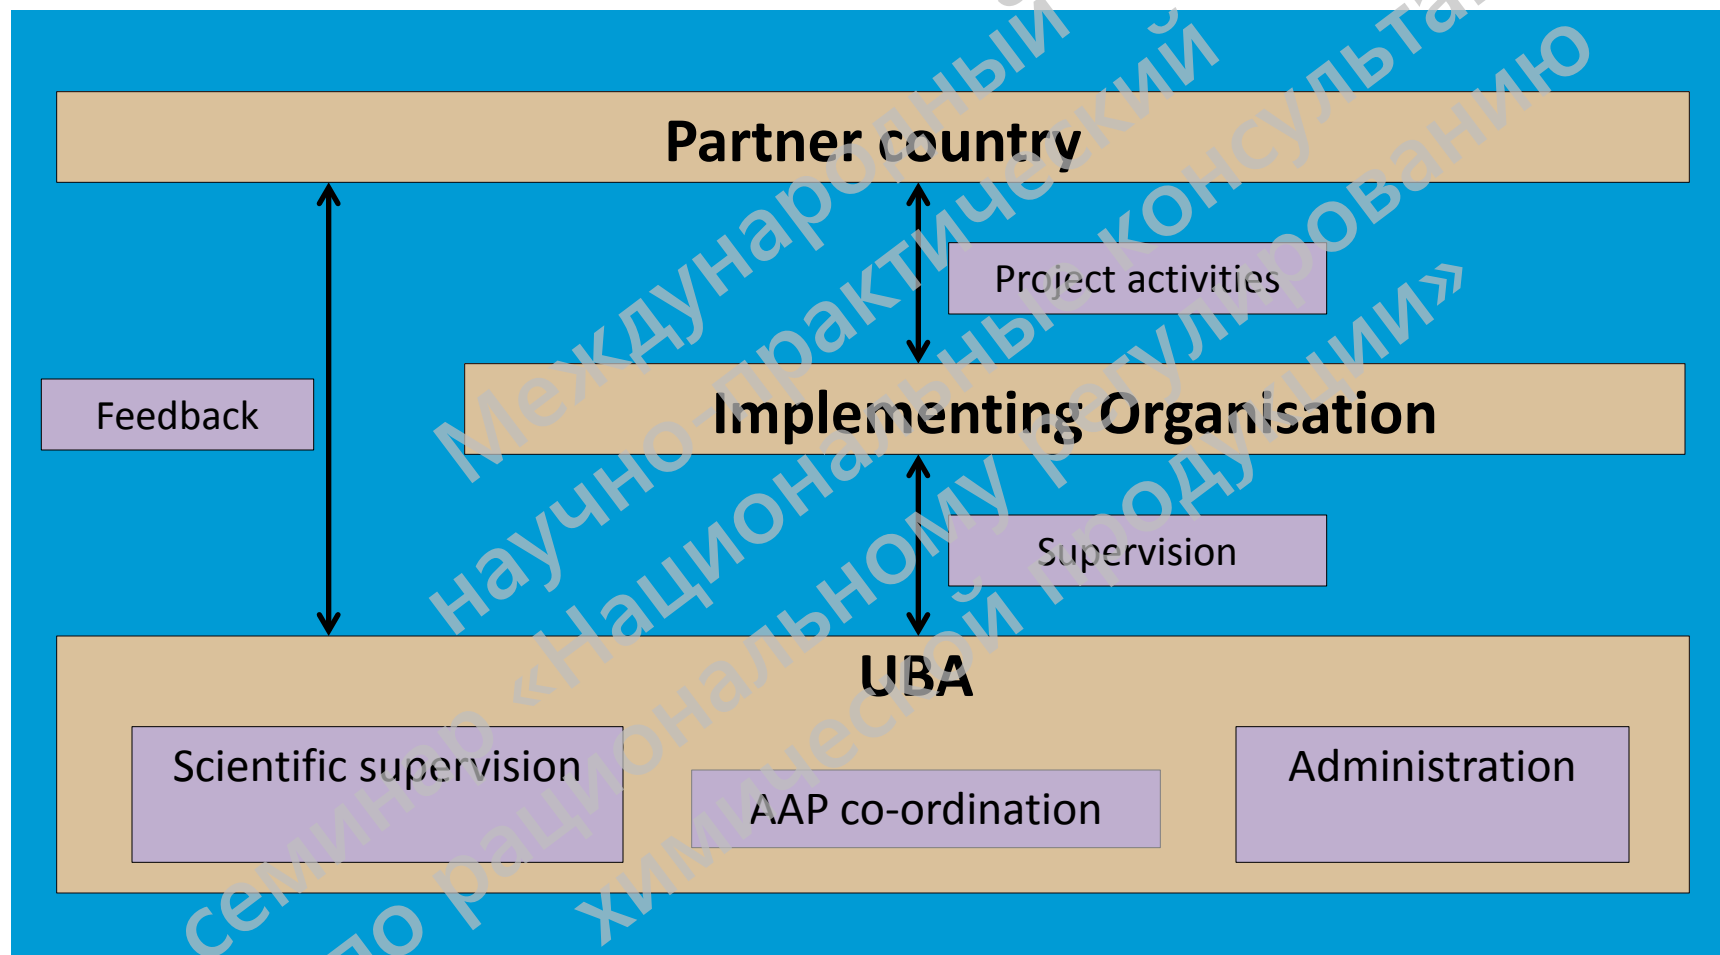 Partner country
Project activities
Feedback
Implementing Organisation
Supervision
UBA
Scientific supervision
AAP co-ordination
Administration
Международный
научно-практический
семинар «Национальные
по рациональному регулированию
химической продукции»